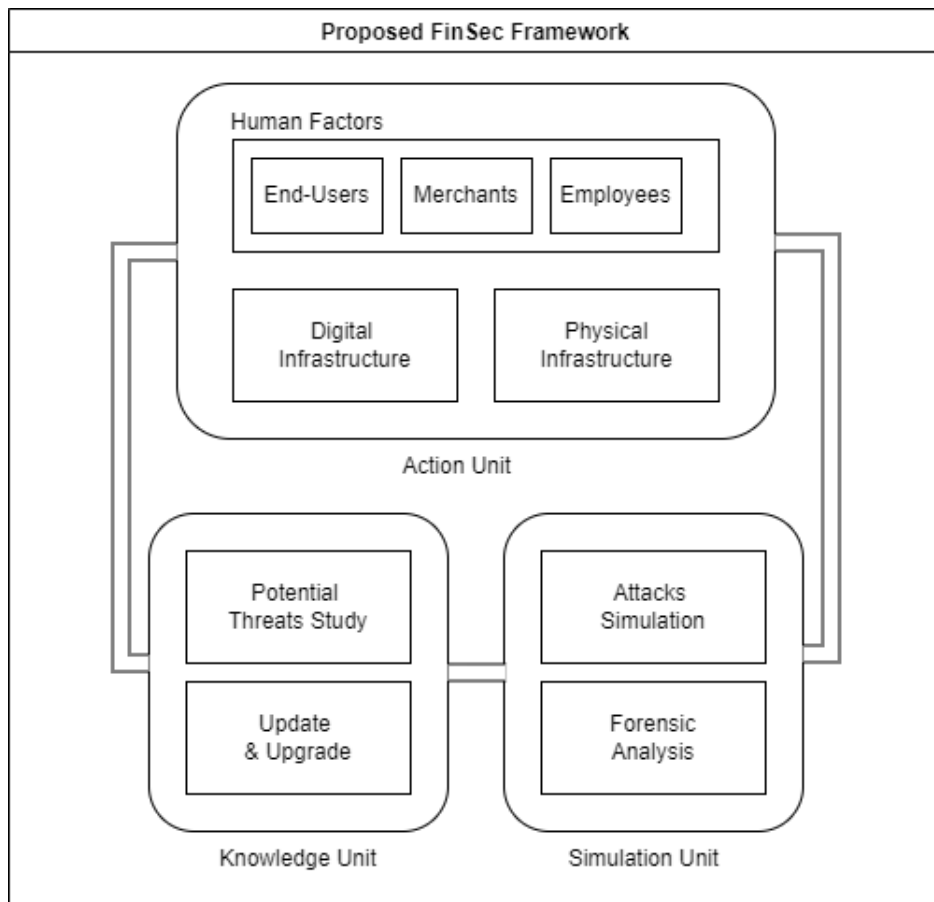 Proposed FinSec Framework
Human Factors
End-Users
Merchants
Employees
Digital
Infrastructure
Physical
Infrastructure
Action Unit
Potential
Threats Study
Update
& Upgrade
Knowledge Unit
Attacks
Simulation
Forensic
Analysis
Simulation Unit